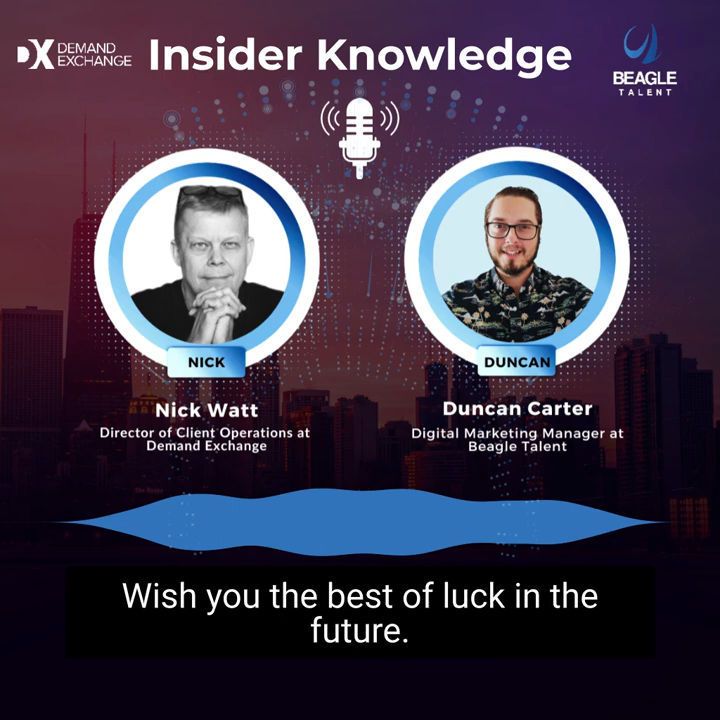 DX DEMAND
EXCHANGE
Insider Knowledge
BEAGLE
TALENT
NICK
DUNCAN
Nick Watt
Director of Client Operations at
Demand Exchange
Duncan Carter
Digital Marketing Manager at
Beagle Talent
Wish you the best of luck in the
future.